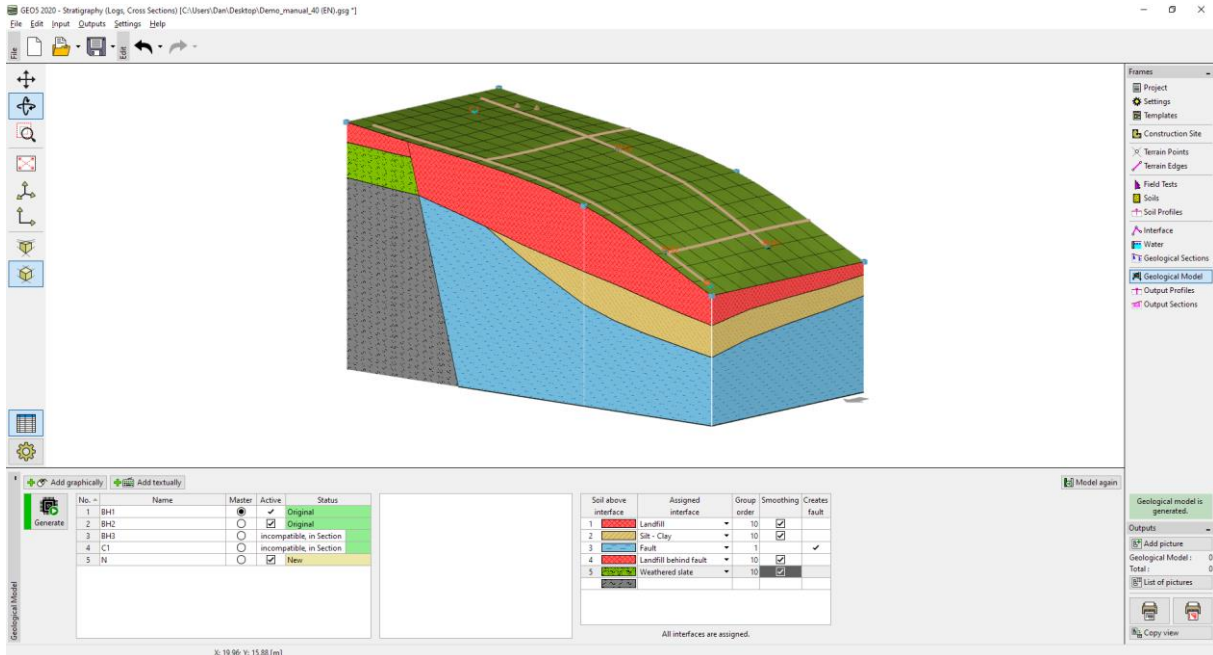 GEO5 2020 - Stratigraphy (Logs, Cross Sections) [C:\Users\Dan\Desktop\Demo_manual_40 (EN).gsg *]
File Edit Input Outputs Settings Help
File
Edit
Frames
Project
Settings
Templates
Construction Site
Terrain Points
Terrain Edges
Field Tests
Soils
Soil Profiles
Interface
Water
Geological Sections
Geological Model
Output Profiles
Output Sections
Add graphically Add textually Model again
Generate
No. Name Master Active Status
1 BH1 Original
2 BH2 Original
3 BH3 incompatible, in Section
4 C1 incompatible, in Section
5 N New
Soil above interface Assigned interface Group order Smoothing Creates fault
1 Landfill 10
2 Silt - Clay 10
3 Fault 1
4 Landfill behind fault 10
5 Weathered slate 10
All interfaces are assigned.
Geological model is generated.
Outputs
Add picture
Geological Model : 0
Total : 0
List of pictures
Copy view
Geological Model
X: 19.96; Y: 15.88 [m]